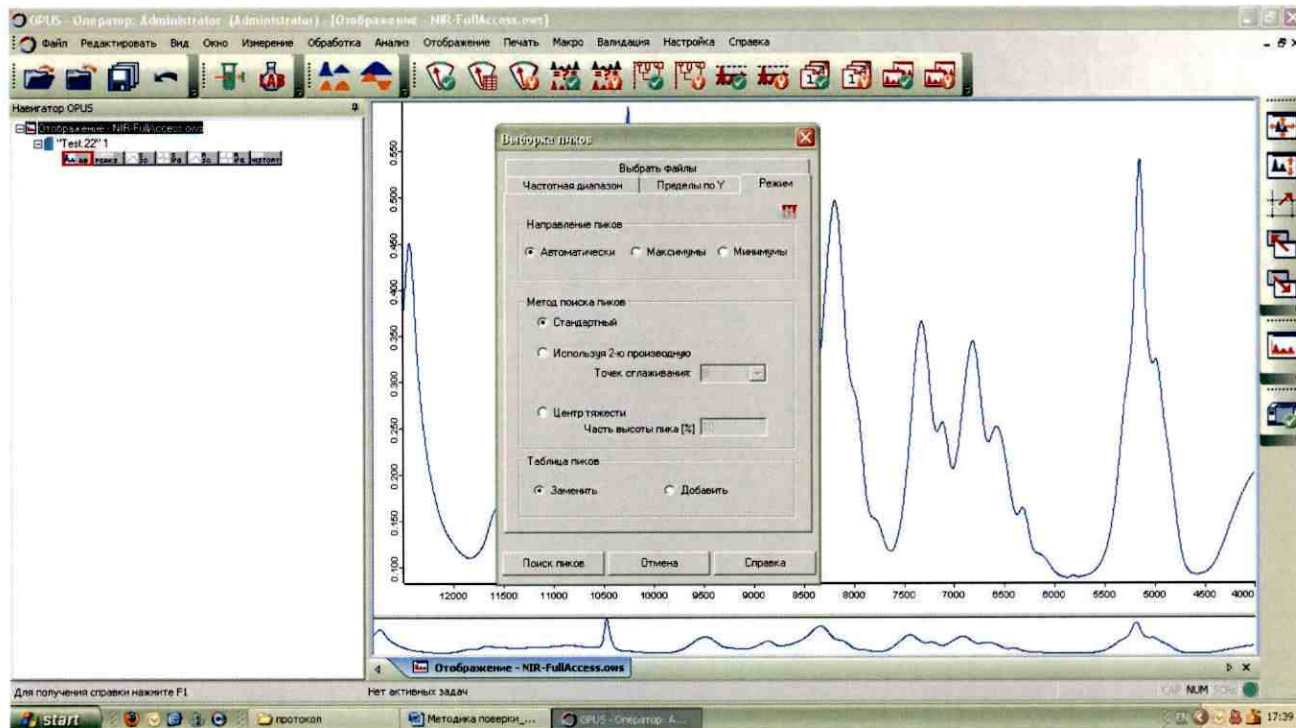 OPUS - Оператор: Administrator (Administrator) - [Отображение - NIR-FullAccess.ows]
Файл Редактировать Вид Окно Измерение Обработка Анализ Отображение Печать Макро Валидация Настройка Справка
LAB
Навигатор OPUS
Отображение - NIR-FullAccess.ows
"Test.22" 1
AB PEAKS HISTORY
Выборка пиков
Выбрать файлы
Частотная диапазон Пределы по Y Режим
Направление пиков
Автоматически Максимумы Минимумы
Метод поиска пиков
Стандартный
Используя 2-ю производную
Точек сглаживания:
Центр тяжести
Часть высоты пика [%]
Таблица пиков
Заменить Добавить
Поиск пиков Отмена Справка
0.550
0.500
0.450
0.400
0.350
0.300
0.250
0.200
0.150
0.100
12000 11500 11000 10500 10000 9500 9000 8500 8000 7500 7000 6500 6000 5500 5000 4500 4000
Отображение - NIR-FullAccess.ows
Для получения справки нажмите F1 Нет активных задач CAP NUM
start протокол Методика поверки_... OPUS - Оператор: A... EN 17:39